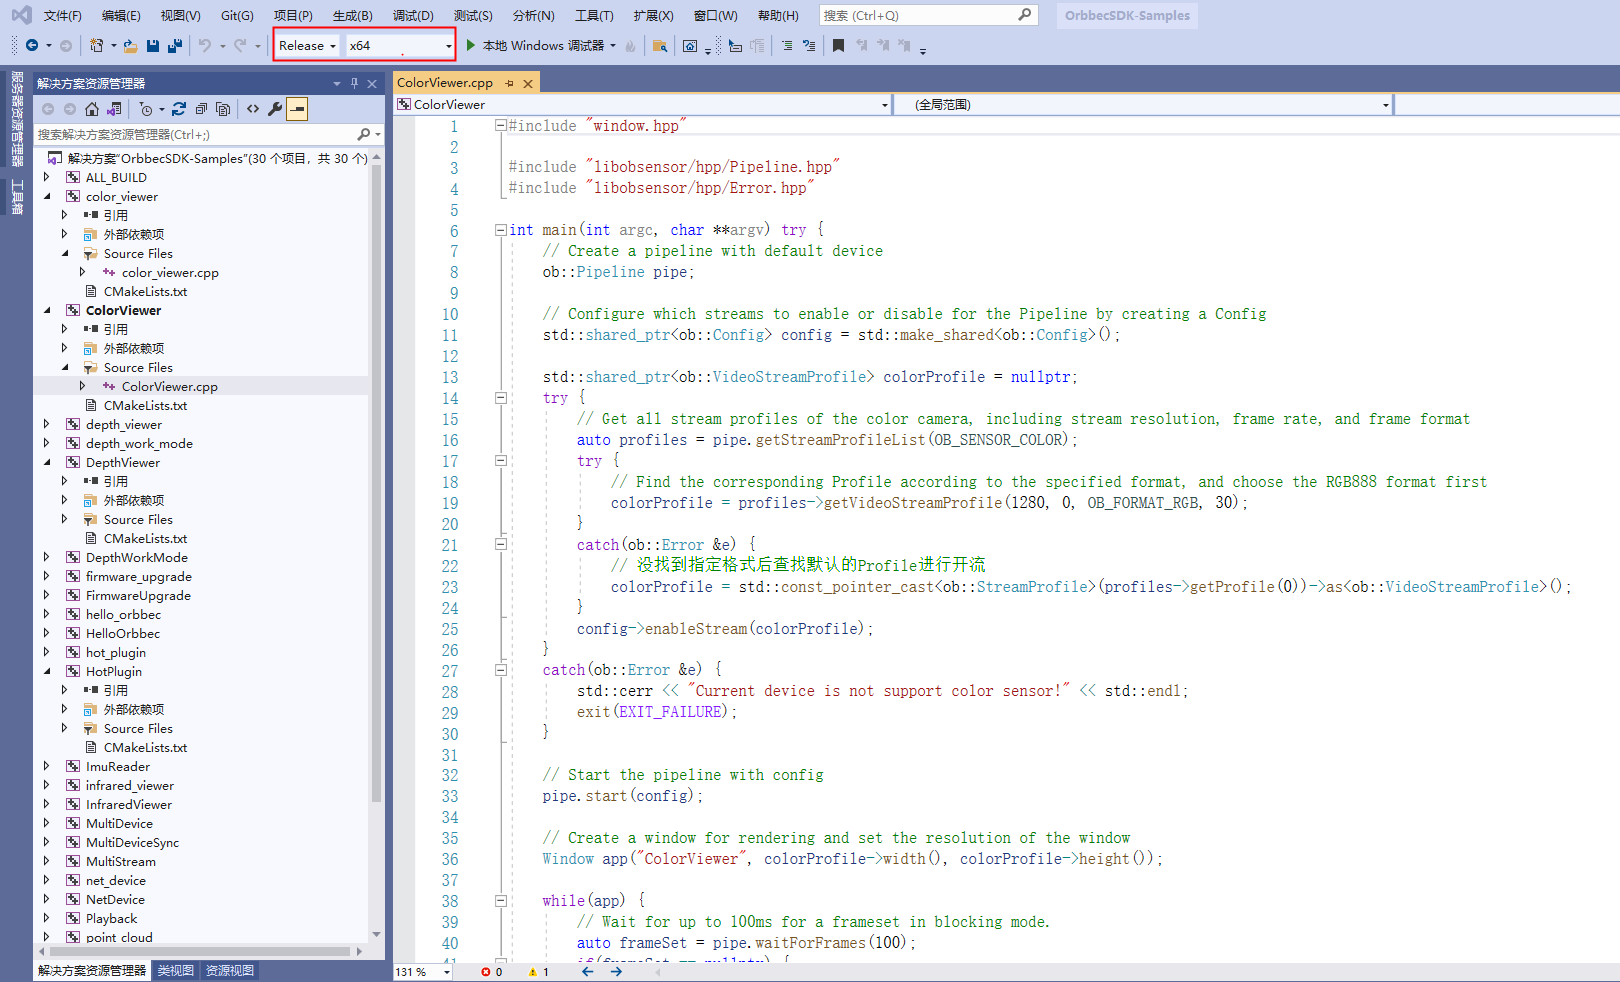 文件(F) 编辑(E) 视图(V) Git(G) 项目(P) 生成(B) 调试(D) 测试(S) 分析(N) 工具(T) 扩展(X) 窗口(W) 帮助(H) 搜索 (Ctrl+Q) OrbbecSDK-Samples
Release x64 本地 Windows 调试器
服务器资源管理器
工具箱
解决方案资源管理器
搜索解决方案资源管理器(Ctrl+;)
解决方案"OrbbecSDK-Samples"(30 个项目，共 30 个)
ALL_BUILD
color_viewer
引用
外部依赖项
Source Files
color_viewer.cpp
CMakeLists.txt
ColorViewer
引用
外部依赖项
Source Files
ColorViewer.cpp
CMakeLists.txt
depth_viewer
depth_work_mode
DepthViewer
引用
外部依赖项
Source Files
CMakeLists.txt
DepthWorkMode
firmware_upgrade
FirmwareUpgrade
hello_orbbec
HelloOrbbec
hot_plugin
HotPlugin
引用
外部依赖项
Source Files
CMakeLists.txt
ImuReader
infrared_viewer
InfraredViewer
MultiDevice
MultiDeviceSync
MultiStream
net_device
NetDevice
Playback
point cloud
解决方案资源管理器 类视图 资源视图
ColorViewer.cpp
ColorViewer (全局范围)
1 #include "window.hpp"
2
3 #include "libobsensor/hpp/Pipeline.hpp"
4 #include "libobsensor/hpp/Error.hpp"
5
6 int main(int argc, char **argv) try {
7 // Create a pipeline with default device
8 ob::Pipeline pipe;
9
10 // Configure which streams to enable or disable for the Pipeline by creating a Config
11 std::shared_ptr<ob::Config> config = std::make_shared<ob::Config>();
12
13 std::shared_ptr<ob::VideoStreamProfile> colorProfile = nullptr;
14 try {
15 // Get all stream profiles of the color camera, including stream resolution, frame rate, and frame format
16 auto profiles = pipe.getStreamProfileList(OB_SENSOR_COLOR);
17 try {
18 // Find the corresponding Profile according to the specified format, and choose the RGB888 format first
19 colorProfile = profiles->getVideoStreamProfile(1280, 0, OB_FORMAT_RGB, 30);
20 }
21 catch(ob::Error &e) {
22 // 没找到指定格式后查找默认的Profile进行开流
23 colorProfile = std::const_pointer_cast<ob::StreamProfile>(profiles->getProfile(0))->as<ob::VideoStreamProfile>();
24 }
25 config->enableStream(colorProfile);
26 }
27 catch(ob::Error &e) {
28 std::cerr << "Current device is not support color sensor!" << std::endl;
29 exit(EXIT_FAILURE);
30 }
31
32 // Start the pipeline with config
33 pipe.start(config);
34
35 // Create a window for rendering and set the resolution of the window
36 Window app("ColorViewer", colorProfile->width(), colorProfile->height());
37
38 while(app) {
39 // Wait for up to 100ms for a frameset in blocking mode.
40 auto frameSet = pipe.waitForFrames(100);
41 if(frameSet == nullptr) {
131 % 0 1